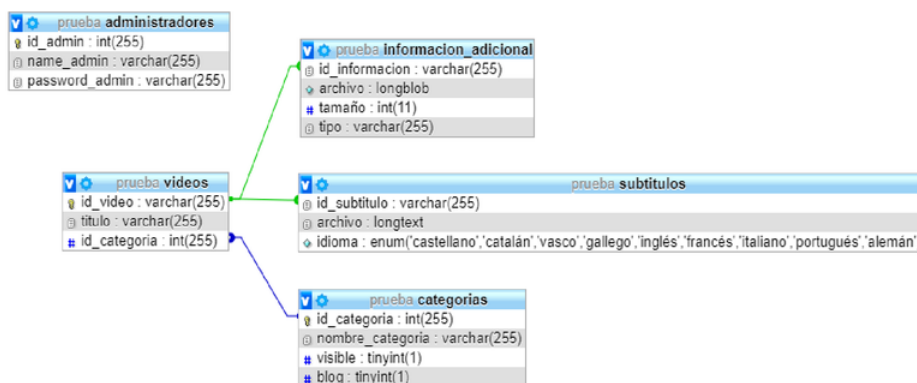 prueba administradores
id_admin : int(255)
name_admin : varchar(255)
password_admin : varchar(255)
prueba informacion_adicional
id_informacion : varchar(255)
archivo : longblob
tamaño : int(11)
tipo : varchar(255)
prueba videos
id_video : varchar(255)
titulo : varchar(255)
id_categoria : int(255)
prueba subtitulos
id_subtitulo : varchar(255)
archivo : longtext
idioma : enum('castellano','catalán','vasco','gallego','inglés','francés','italiano','portugués','alemán'
prueba categorias
id_categoria : int(255)
nombre_categoria : varchar(255)
visible : tinyint(1)
blog : tinyint(1)